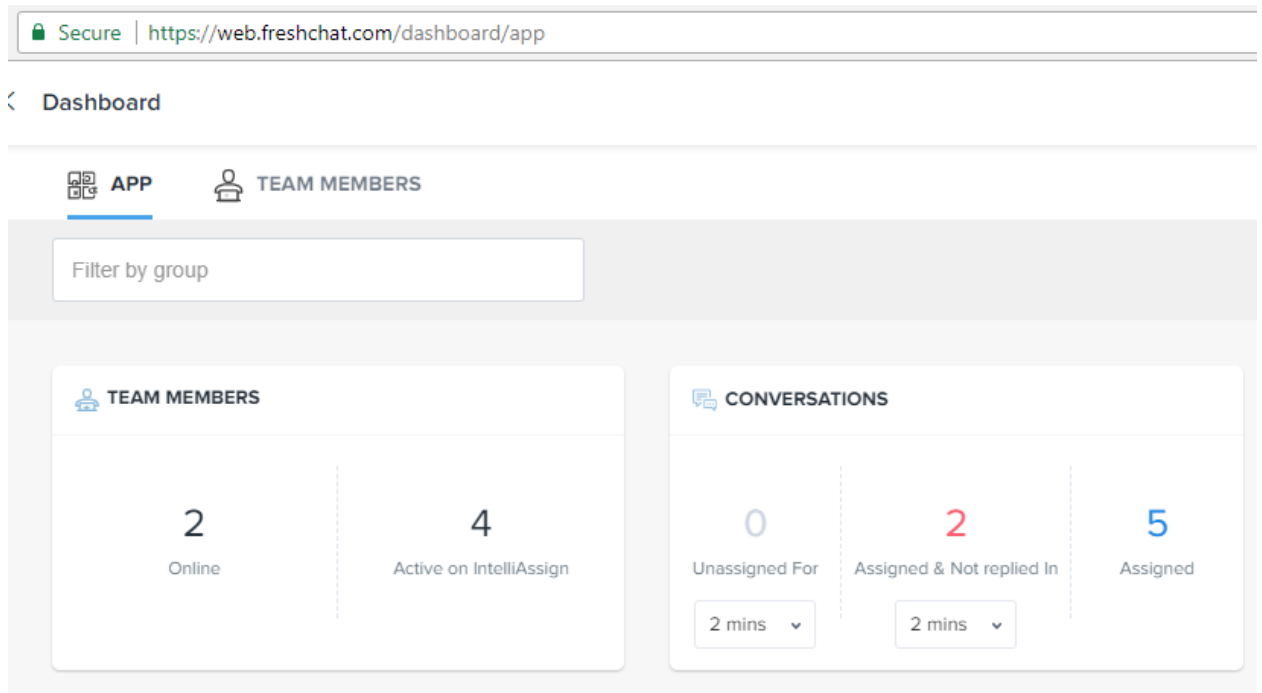 Secure | https://web.freshchat.com/dashboard/app
Dashboard
APP TEAM MEMBERS
Filter by group
TEAM MEMBERS
2 4
Online Active on IntelliAssign
CONVERSATIONS
0 2 5
Unassigned For Assigned & Not replied In Assigned
2 mins 2 mins